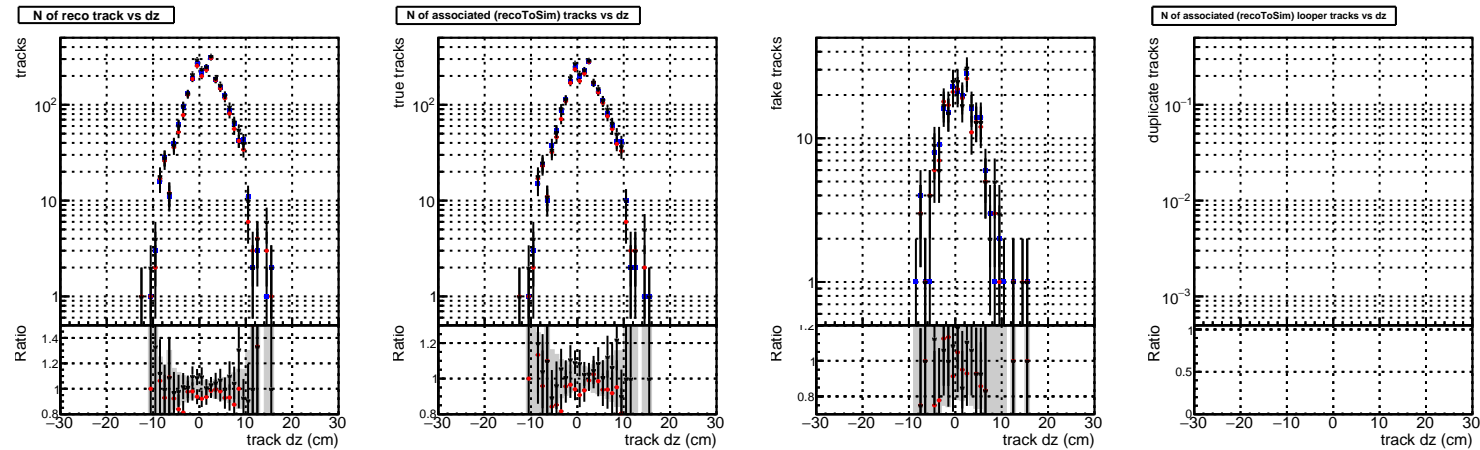 N of reco track vs dz
tracks
10²
10
1
Ratio
1.4
1.2
1
0.8
−30 −20 −10 0 10 20 30
track dz (cm)
N of associated (recoToSim) tracks vs dz
true tracks
10²
10
1
Ratio
1.2
1
0.8
−30 −20 −10 0 10 20 30
track dz (cm)
fake tracks
10
1
Ratio
1.2
1
0.8
−30 −20 −10 0 10 20 30
track dz (cm)
N of associated (recoToSim) looper tracks vs dz
duplicate tracks
10⁻¹
10⁻²
10⁻³
Ratio
1
0.5
0
−30 −20 −10 0 10 20 30
track dz (cm)